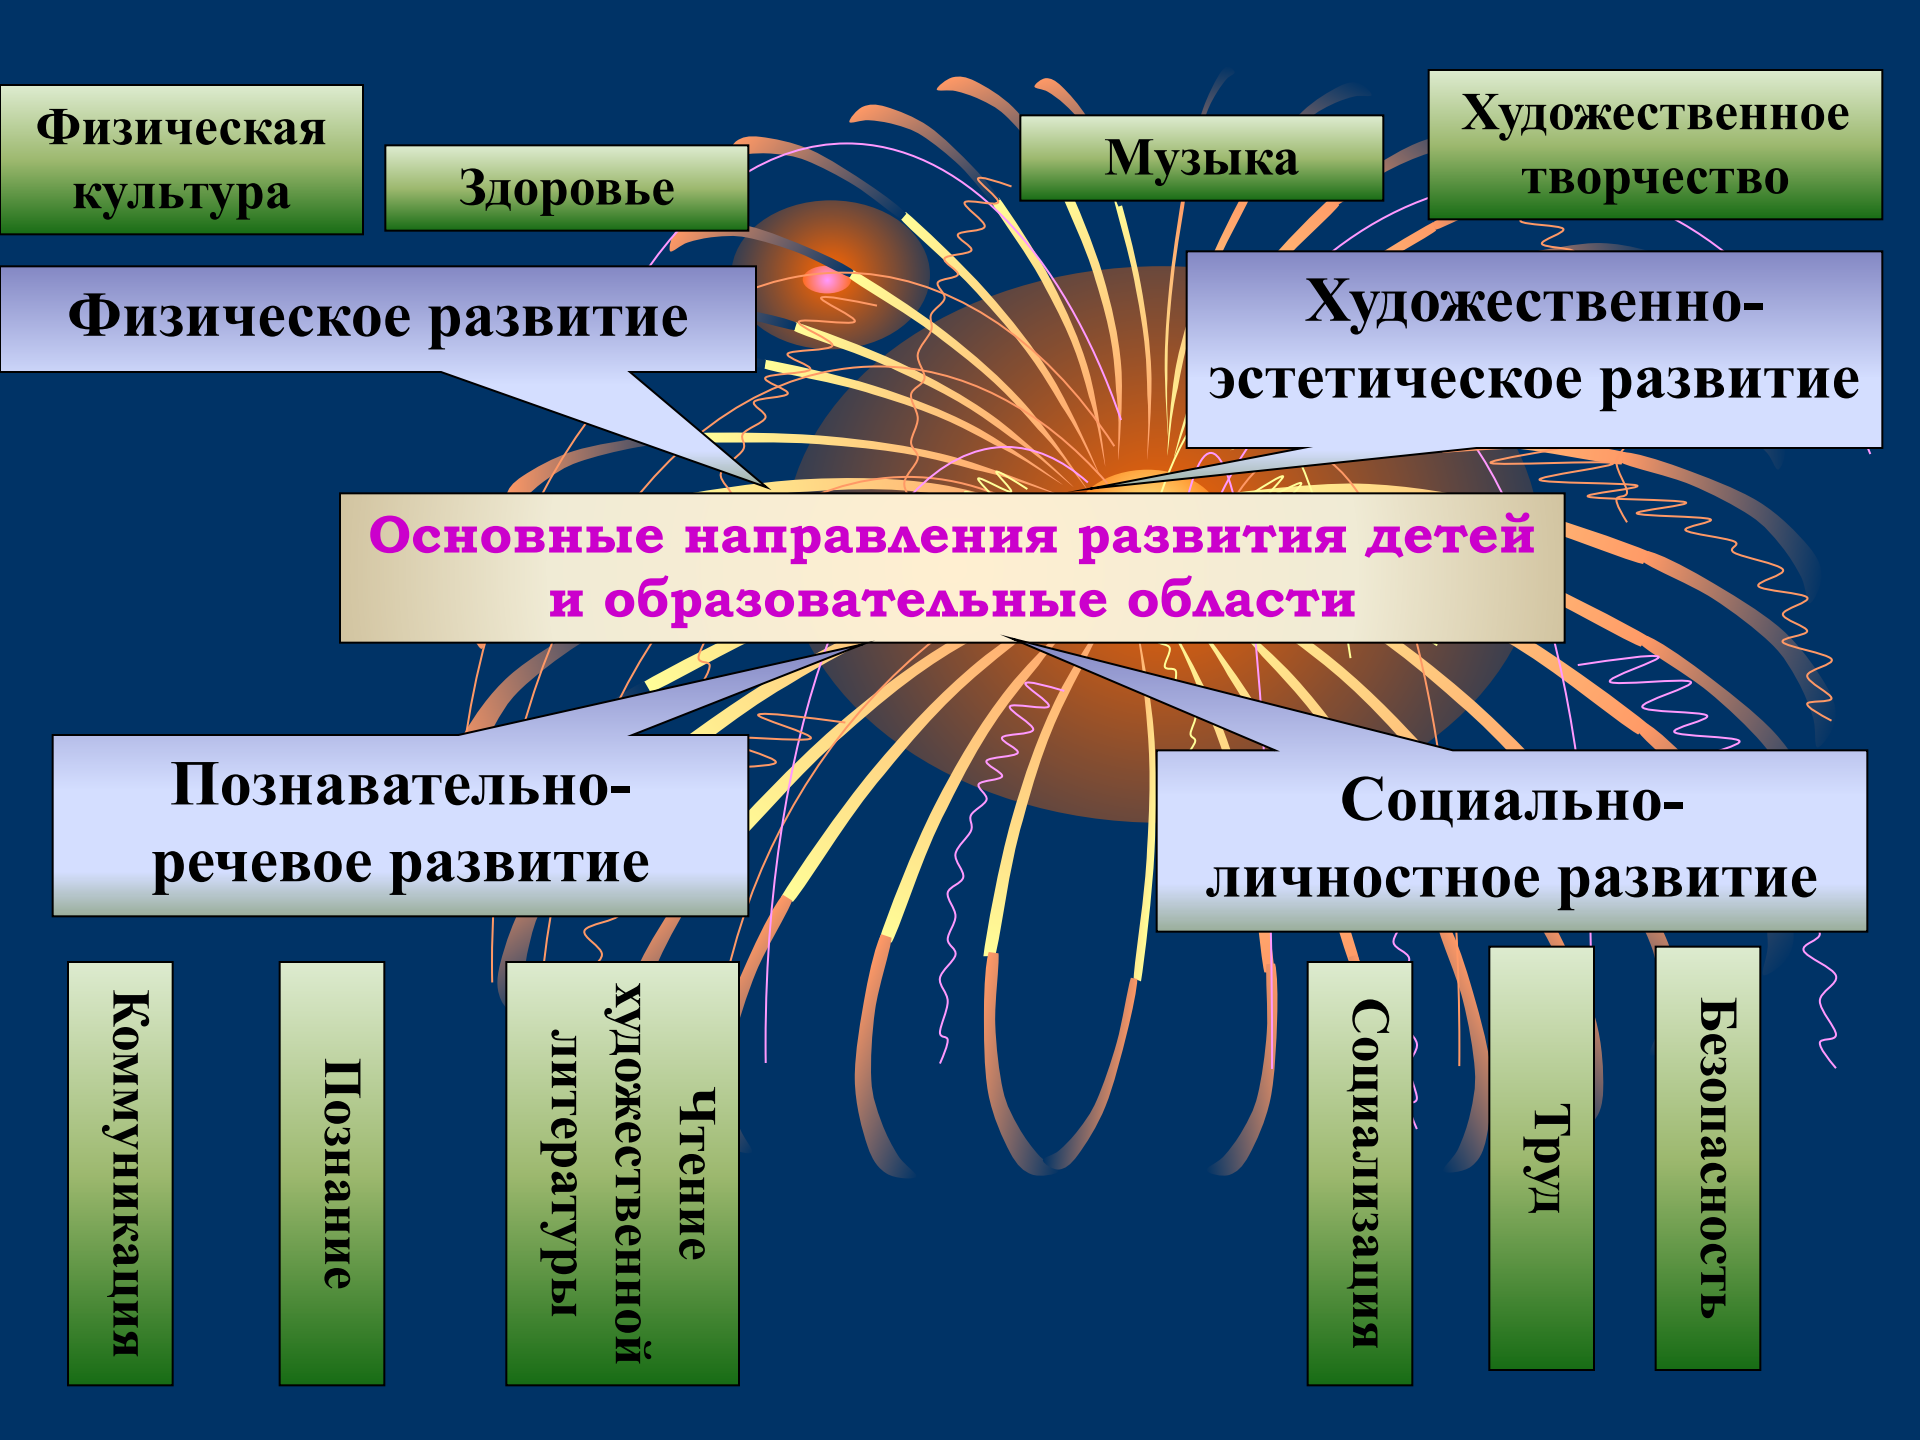 Физическая
культура
Здоровье
Музыка
Художественное
творчество
Физическое развитие
Художественно-
эстетическое развитие
Основные направления развития детей
и образовательные области
Познавательно-
речевое развитие
Социально-
личностное развитие
Коммуникация
Познание
Чтение
художественной
литературы
Социализация
Труд
Безопасность